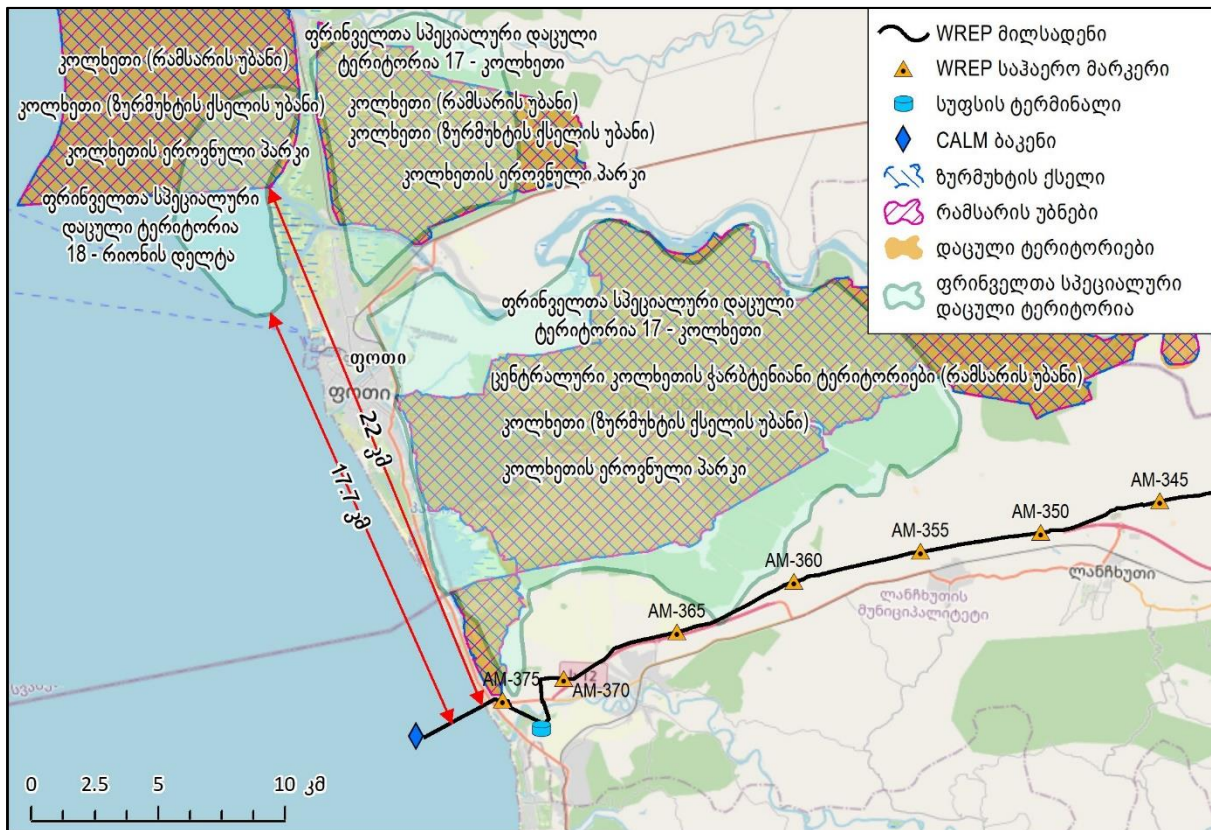 კოლხეთი (რამსარის უბანი)
კოლხეთი (ზურმუხტის ქსელის უბანი)
კოლხეთის ეროვნული პარკი
ფრინველთა სპეციალური
დაცული ტერიტორია
18 - რიონის დელტა
ფრინველთა სპეციალური დაცული
ტერიტორია 17 - კოლხეთი
კოლხეთი (რამსარის უბანი)
კოლხეთი (ზურმუხტის ქსელის უბანი)
კოლხეთის ეროვნული პარკი
WREP მილსადენი
WREP საჰაერო მარკერი
სუფსის ტერმინალი
CALM ბაკენი
ზურმუხტის ქსელი
რამსარის უბნები
დაცული ტერიტორიები
ფრინველთა სპეციალური
დაცული ტერიტორია
ფრინველთა სპეციალური დაცული
ტერიტორია 17 - კოლხეთი
ცენტრალური კოლხეთის ჭარბტენიანი ტერიტორიები (რამსარის უბანი)
კოლხეთი (ზურმუხტის ქსელის უბანი)
კოლხეთის ეროვნული პარკი
ფოთი
ფოთი
22 კმ
17.7 კმ
AM-345
AM-350
AM-355
AM-360
AM-365
AM-370
AM-375
ლანჩხუთი
ლანჩხუთის
მუნიციპალიტეტი
0 2.5 5 10 კმ